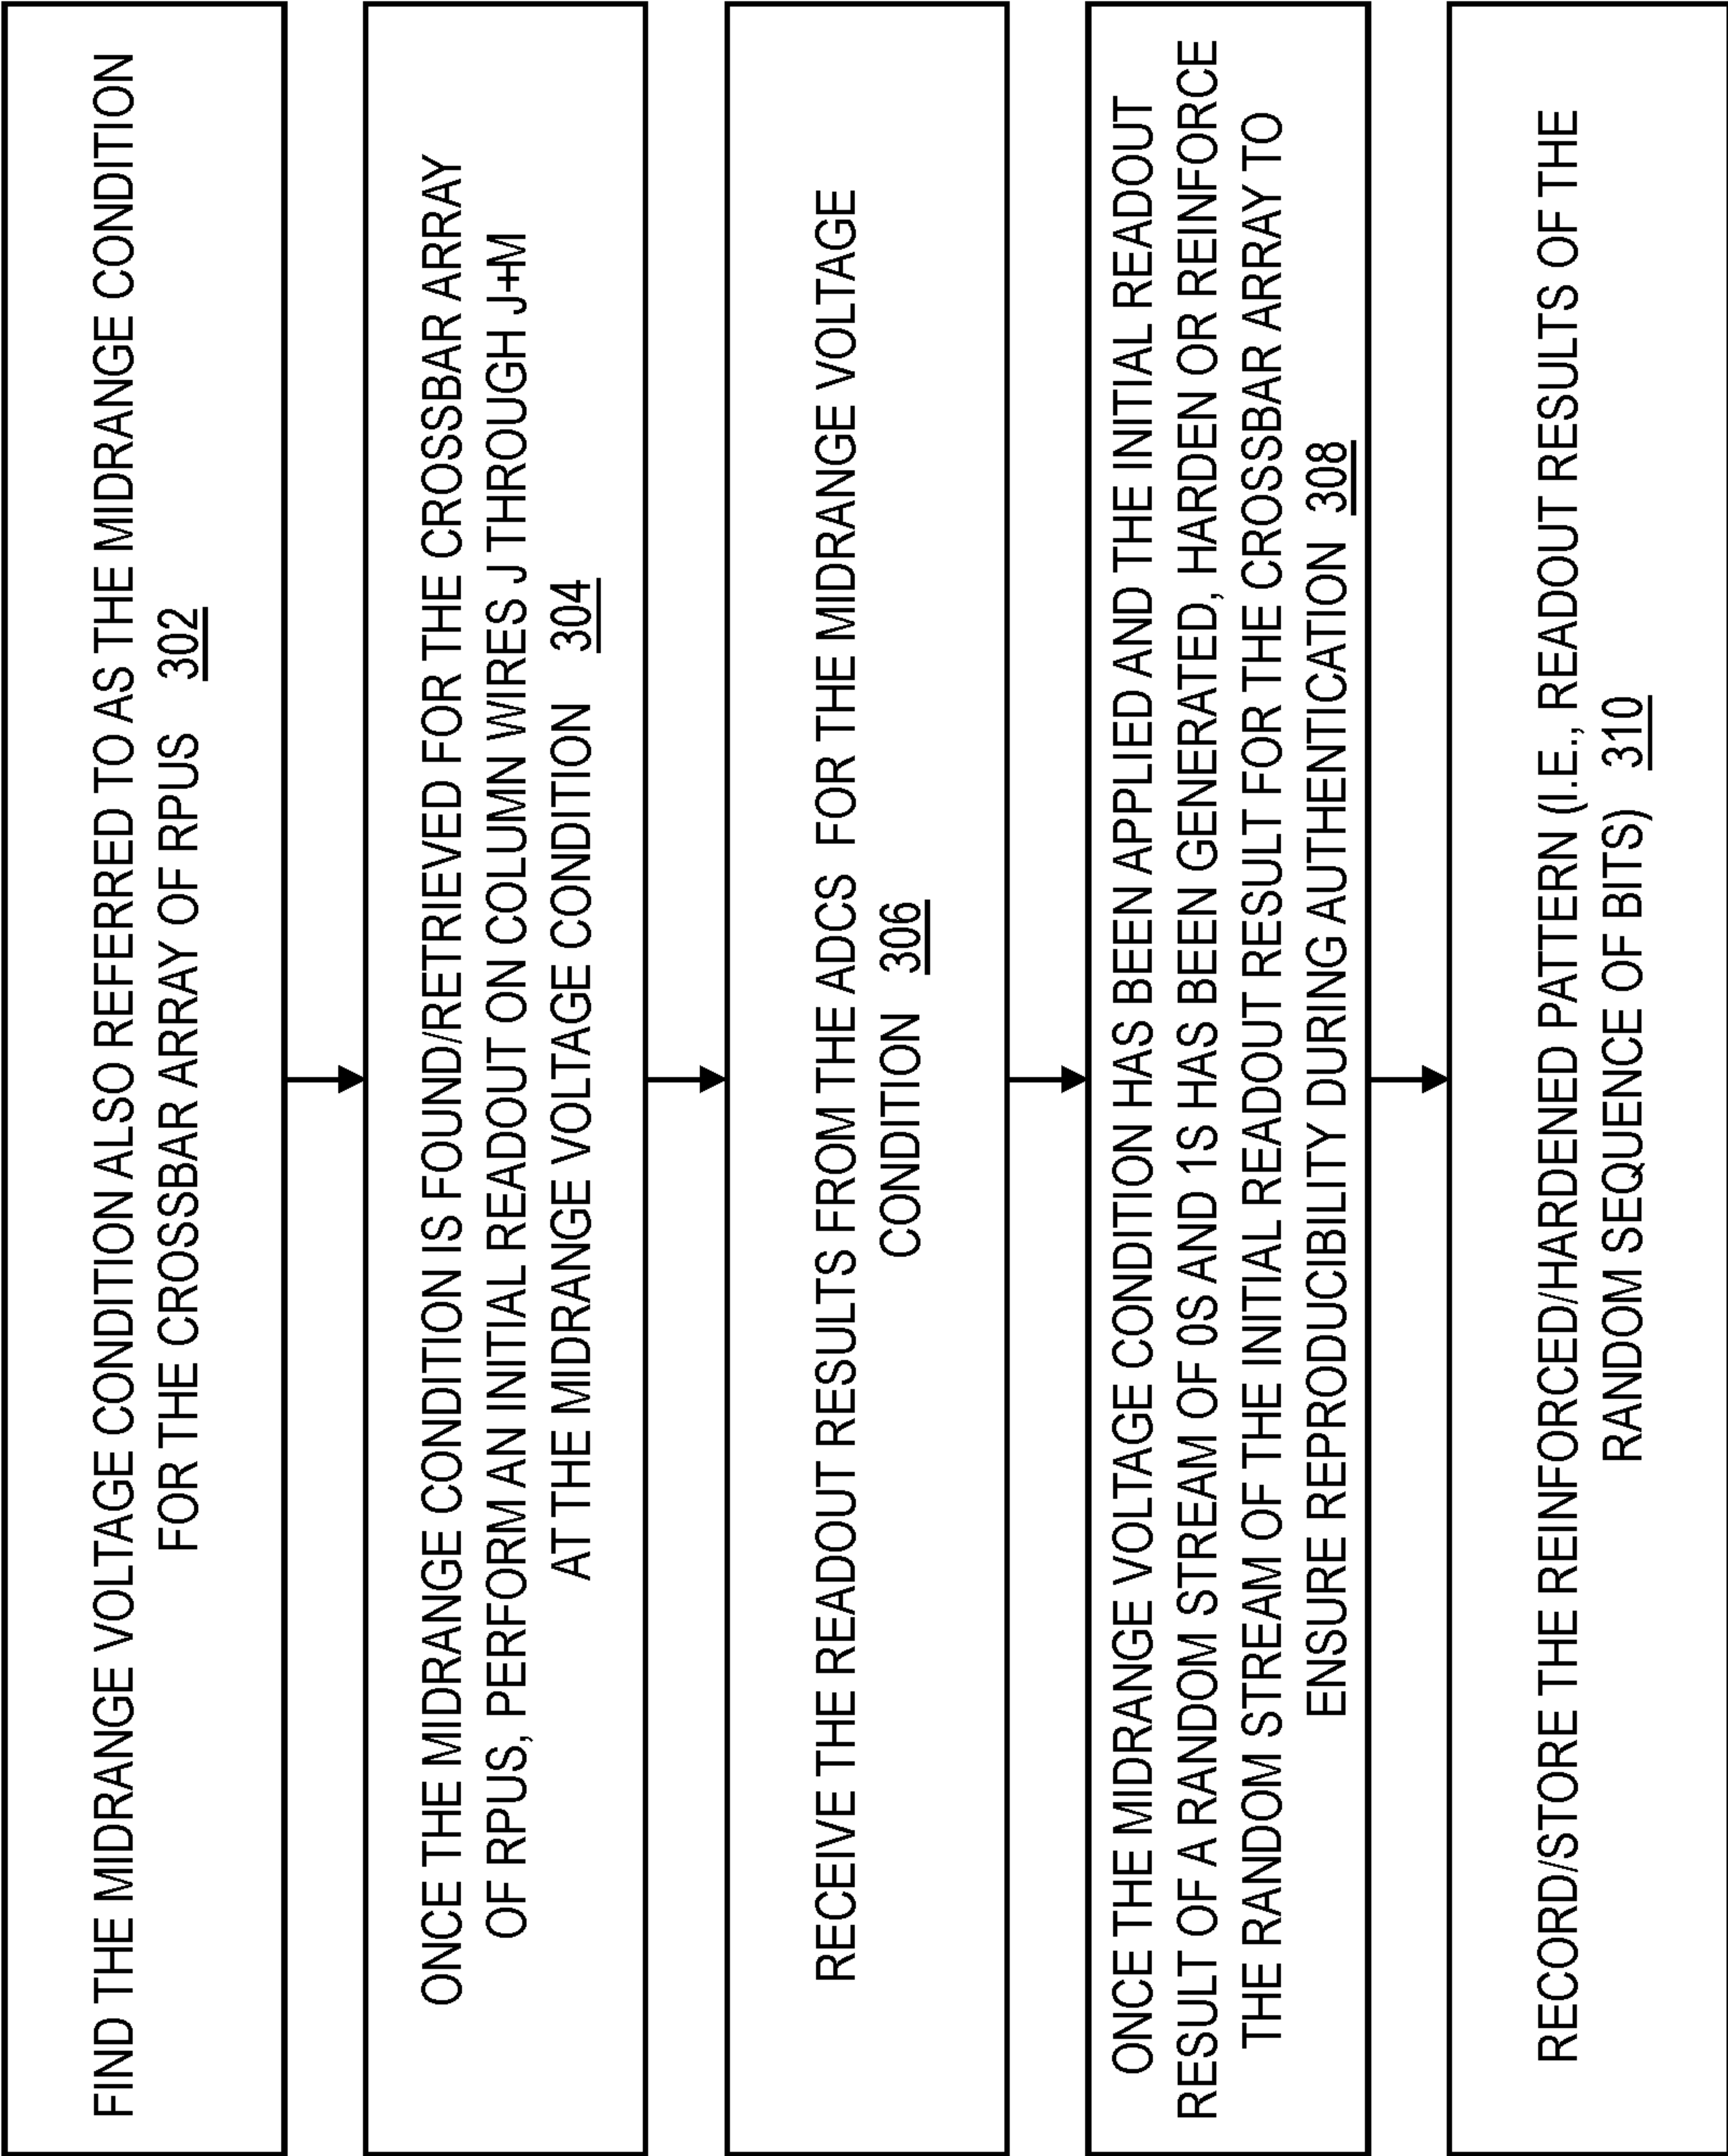 FIND THE MIDRANGE VOLTAGE CONDITION ALSO REFERRED TO AS THE MIDRANGE CONDITION
FOR THE CROSSBAR ARRAY OF RPUS 302
ONCE THE MIDRANGE CONDITION IS FOUND/RETRIEVED FOR THE CROSSBAR ARRAY
OF RPUS, PERFORM AN INITIAL READOUT ON COLUMN WIRES J THROUGH J+M
AT THE MIDRANGE VOLTAGE CONDITION 304
RECEIVE THE READOUT RESULTS FROM THE ADCS FOR THE MIDRANGE VOLTAGE
CONDITION 306
ONCE THE MIDRANGE VOLTAGE CONDITION HAS BEEN APPLIED AND THE INITIAL READOUT
RESULT OF A RANDOM STREAM OF 0S AND 1S HAS BEEN GENERATED, HARDEN OR REINFORCE
THE RANDOM STREAM OF THE INITIAL READOUT RESULT FOR THE CROSSBAR ARRAY TO
ENSURE REPRODUCIBILITY DURING AUTHENTICATION 308
RECORD/STORE THE REINFORCED/HARDENED PATTERN (I.E., READOUT RESULTS OF THE
RANDOM SEQUENCE OF BITS) 310